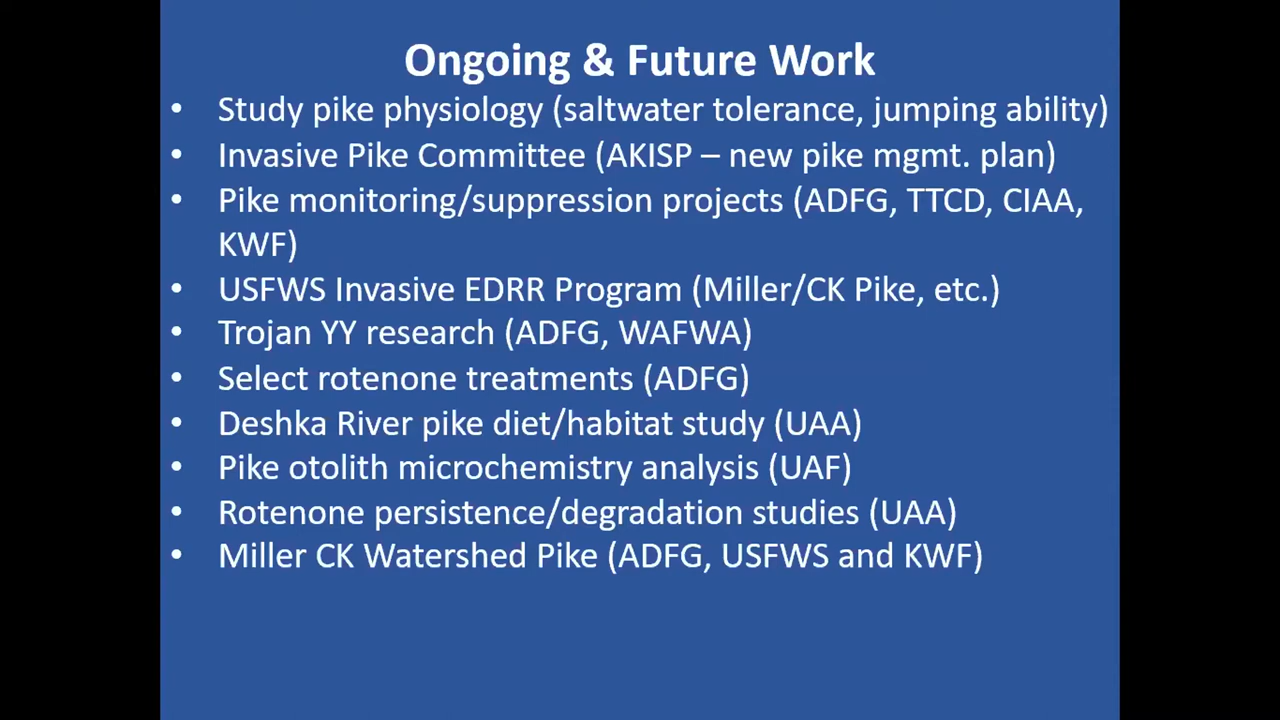 Ongoing & Future Work
• Study pike physiology (saltwater tolerance, jumping ability)
• Invasive Pike Committee (AKISP – new pike mgmt. plan)
• Pike monitoring/suppression projects (ADFG, TTCD, CIAA,
KWF)
• USFWS Invasive EDRR Program (Miller/CK Pike, etc.)
• Trojan YY research (ADFG, WAFWA)
• Select rotenone treatments (ADFG)
• Deshka River pike diet/habitat study (UAA)
• Pike otolith microchemistry analysis (UAF)
• Rotenone persistence/degradation studies (UAA)
• Miller CK Watershed Pike (ADFG, USFWS and KWF)